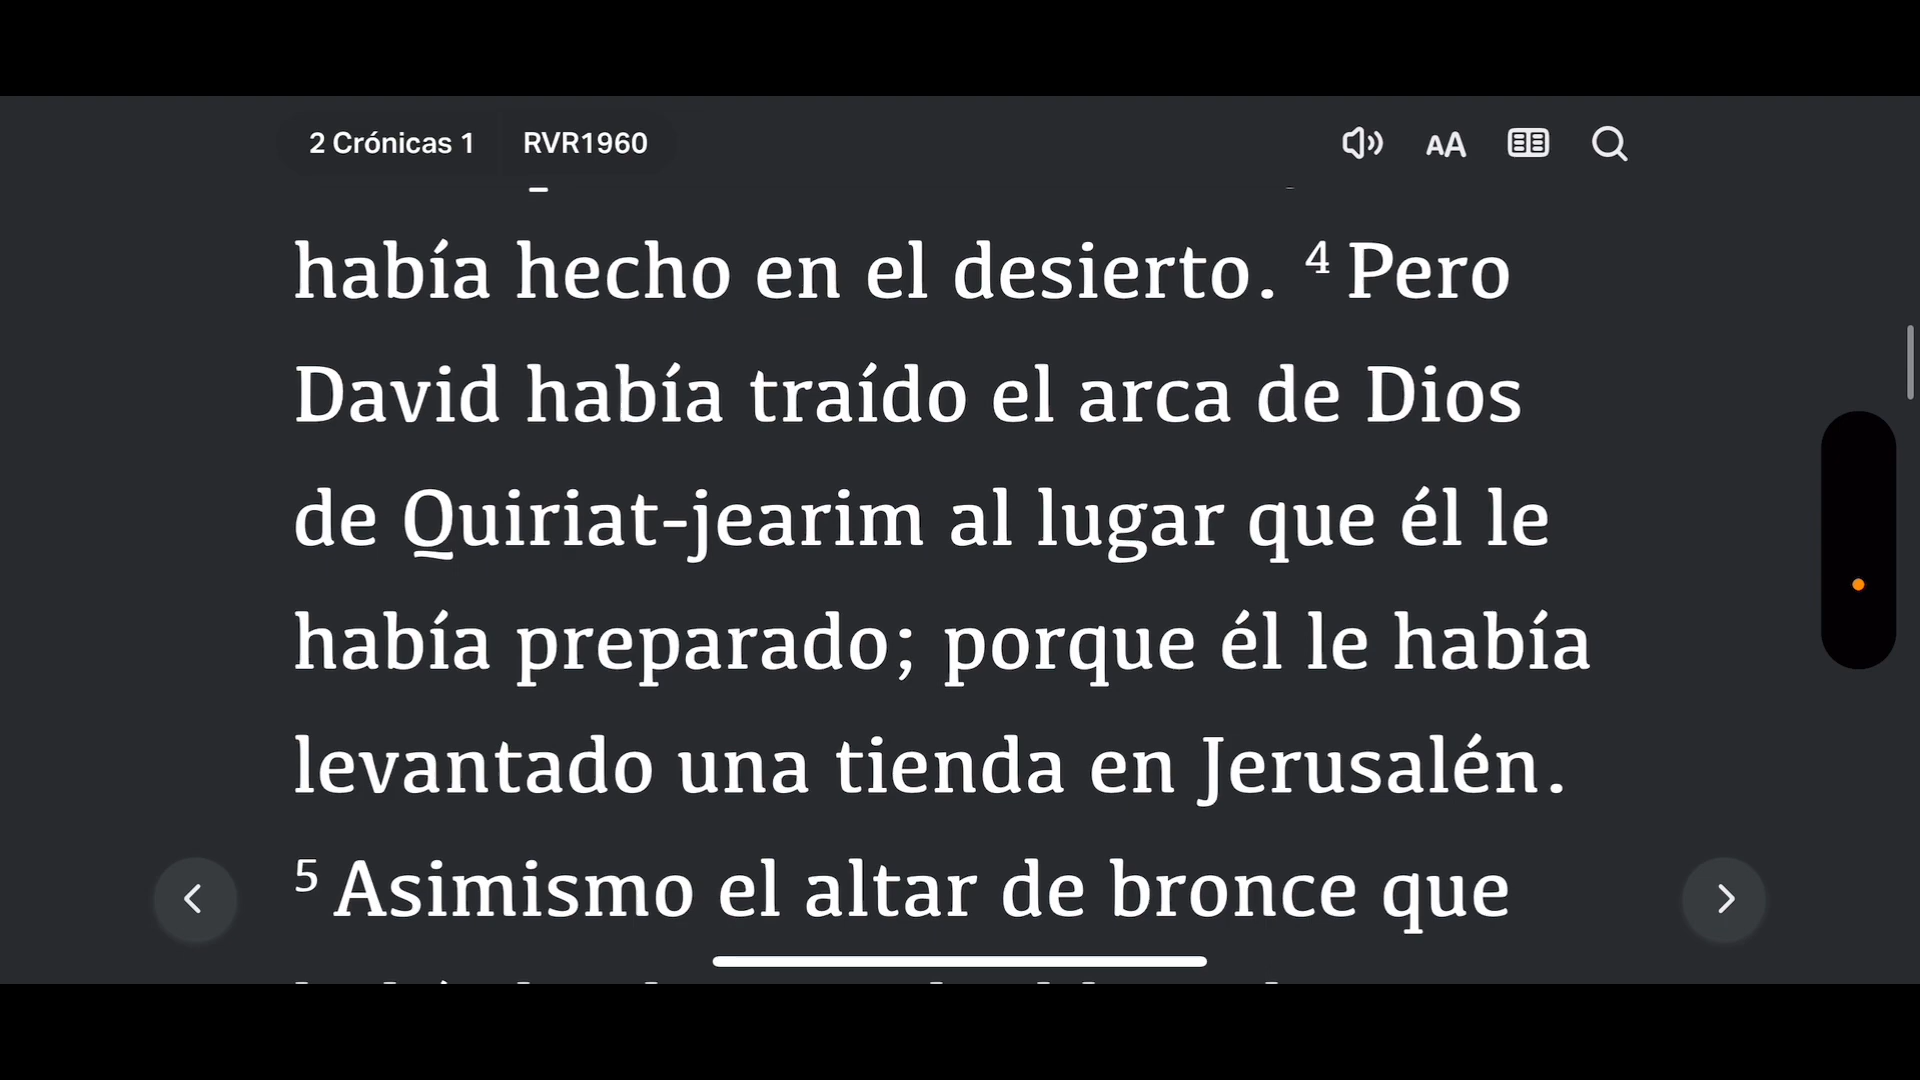 2 Crónicas 1 RVR1960 AA
había hecho en el desierto. 4 Pero
David había traído el arca de Dios
de Quiriat-jearim al lugar que él le
había preparado; porque él le había
levantado una tienda en Jerusalén.
5 Asimismo el altar de bronce que